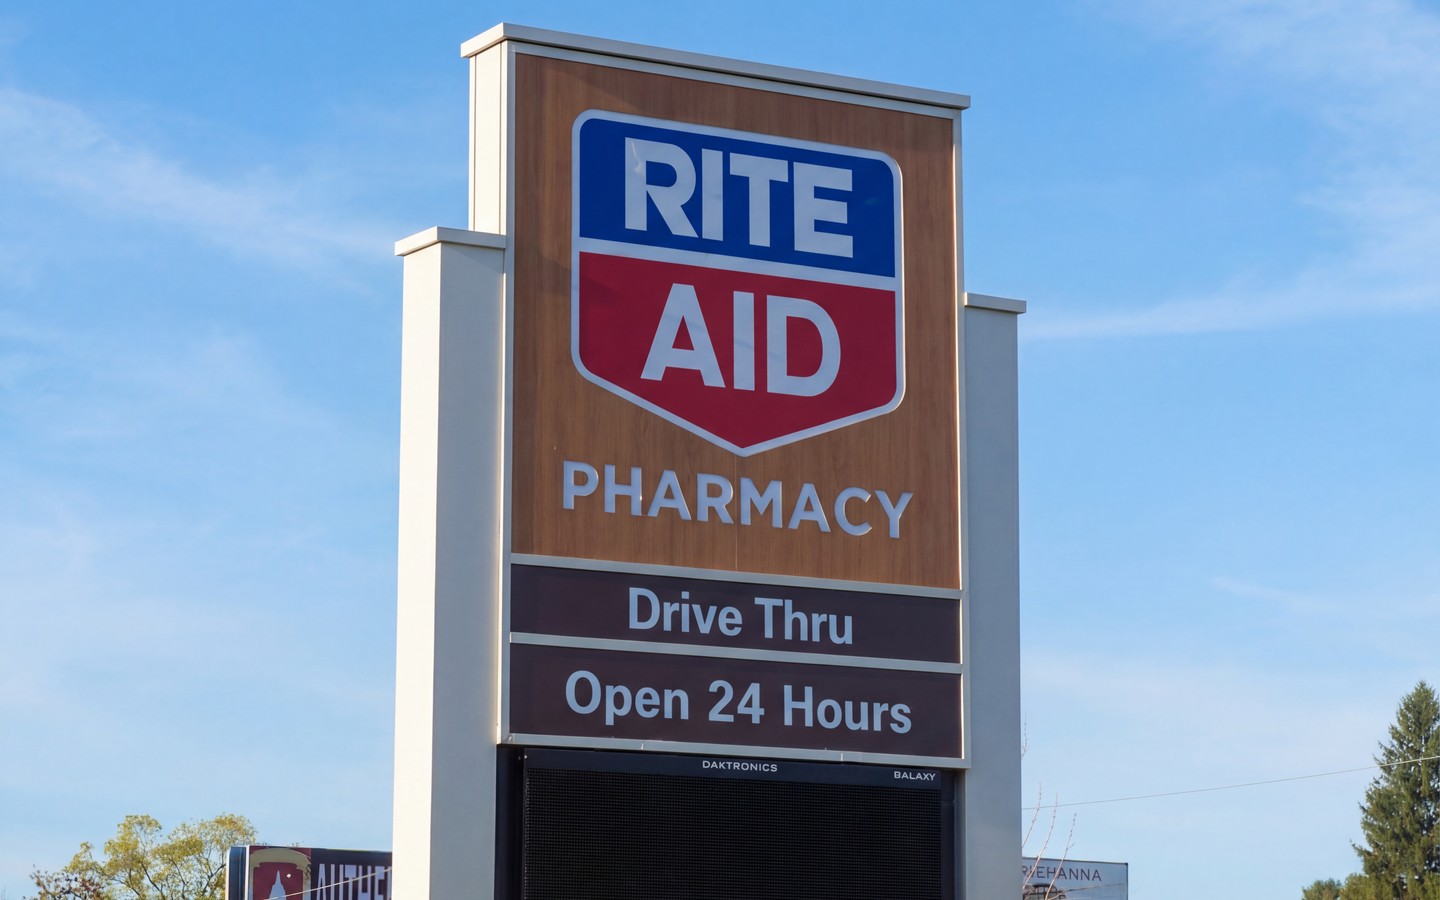 RITE
AID
PHARMACY
Drive Thru
Open 24 Hours
DAKTRONICS
BALAXY